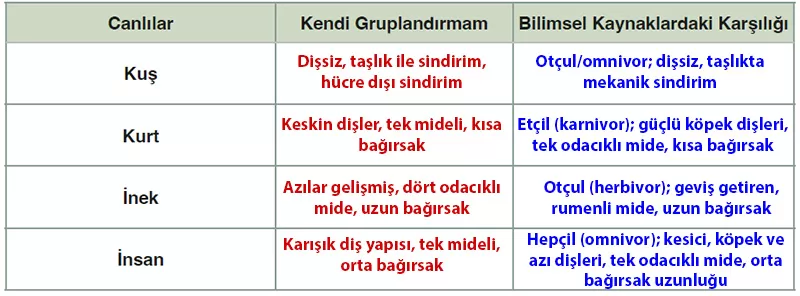 Canlılar
Kendi Gruplandırmam
Bilimsel Kaynaklardaki Karşılığı
Kuş
Dişsiz, taşlık ile sindirim,
hücre dışı sindirim
Otçul/omnivor; dişsiz, taşlıkta
mekanik sindirim
Kurt
Keskin dişler, tek mideli, kısa
bağırsak
Etçil (karnivor); güçlü köpek dişleri,
tek odacıklı mide, kısa bağırsak
İnek
Azılar gelişmiş, dört odacıklı
mide, uzun bağırsak
Otçul (herbivor); geviş getiren,
rumenli mide, uzun bağırsak
İnsan
Karışık diş yapısı, tek mideli,
orta bağırsak
Hepçil (omnivor); kesici, köpek ve
azı dişleri, tek odacıklı mide, orta
bağırsak uzunluğu